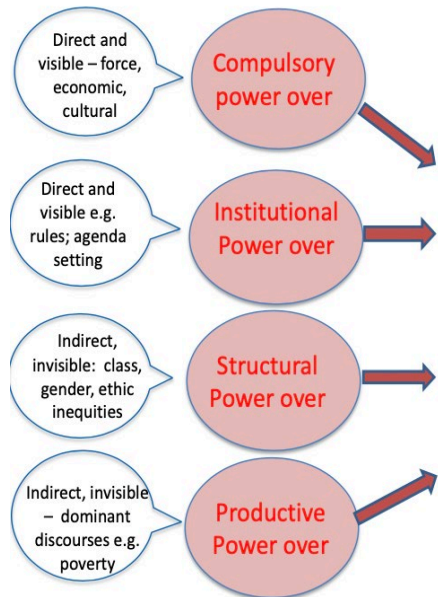 Direct and
visible – force,
economic,
cultural
Compulsory
power over
Direct and
visible e.g.
rules; agenda
setting
Institutional
Power over
Indirect,
invisible: class,
gender, ethic
inequities
Structural
Power over
Indirect, invisible
– dominant
discourses e.g.
poverty
Productive
Power over